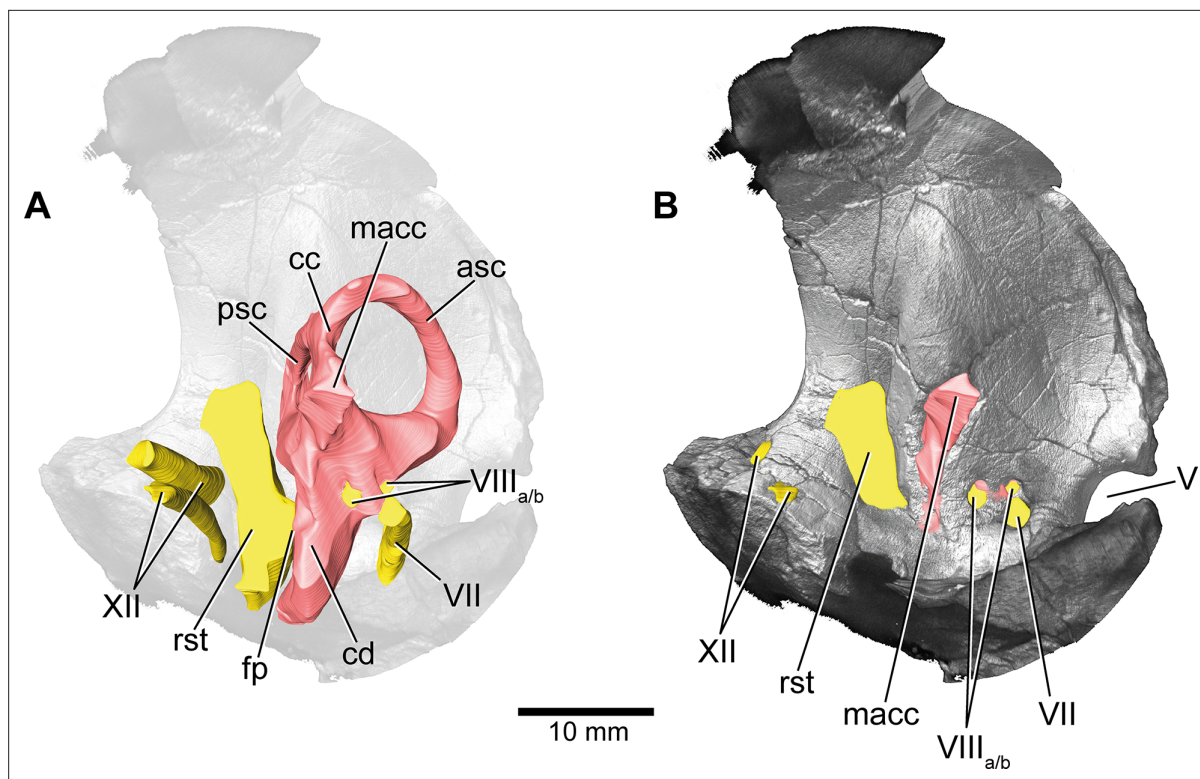 A
macc
cc
asc
psc
VIIIa/b
VII
XII
rst
fp
cd
B
V
XII
rst
macc
VIIIa/b
VII
10 mm